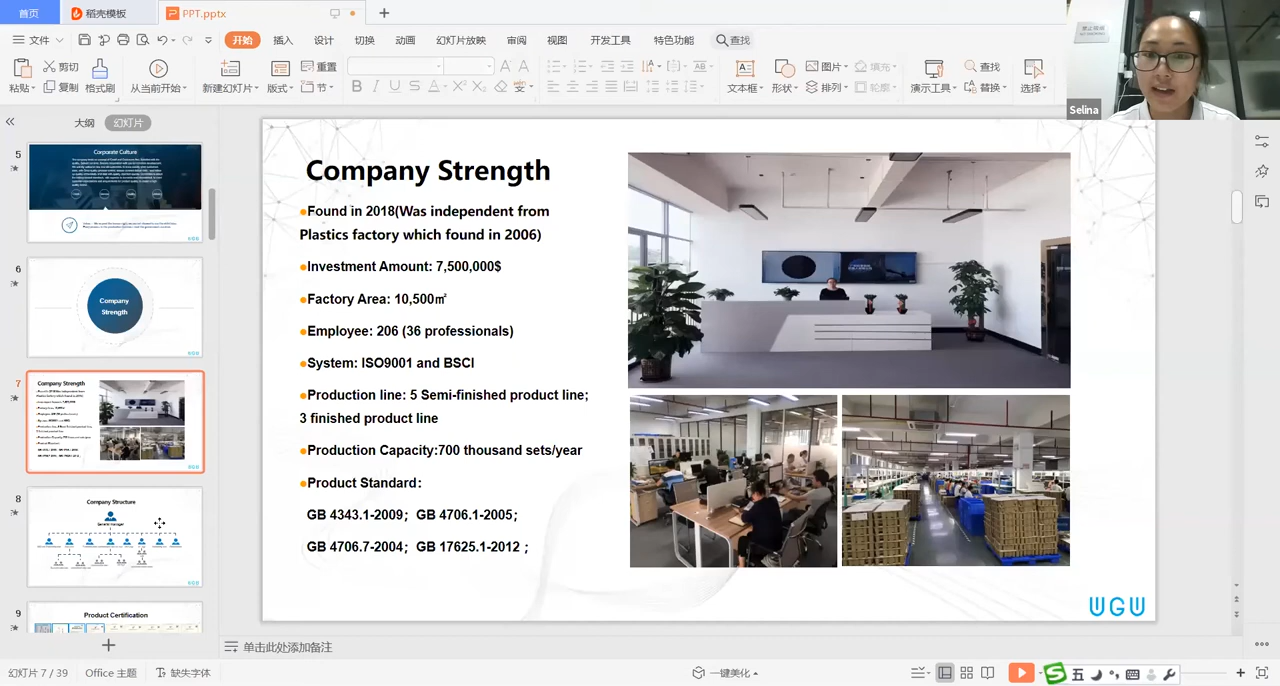 首页
稻壳模板
PPT.pptx
文件
开始
插入
设计
切换
动画
幻灯片放映
审阅
视图
开发工具
特色功能
查找
粘贴
剪切
复制
格式刷
从当前开始
新建幻灯片
版式
重置
节
文本框
形状
图片
排列
填充
轮廓
演示工具
查找
替换
选择
Selina
大纲
幻灯片
5
Corporate Culture
6
Company
Strength
7
Company Strength
8
Company Structure
General manager
9
Product Certification
Company Strength
●Found in 2018(Was independent from
Plastics factory which found in 2006)
●Investment Amount: 7,500,000$
●Factory Area: 10,500㎡
●Employee: 206 (36 professionals)
●System: ISO9001 and BSCI
●Production line: 5 Semi-finished product line;
3 finished product line
●Production Capacity:700 thousand sets/year
●Product Standard:
GB 4343.1-2009；GB 4706.1-2005；
GB 4706.7-2004；GB 17625.1-2012；
UGU
单击此处添加备注
幻灯片 7 / 39
Office 主题
缺失字体
一键美化
五